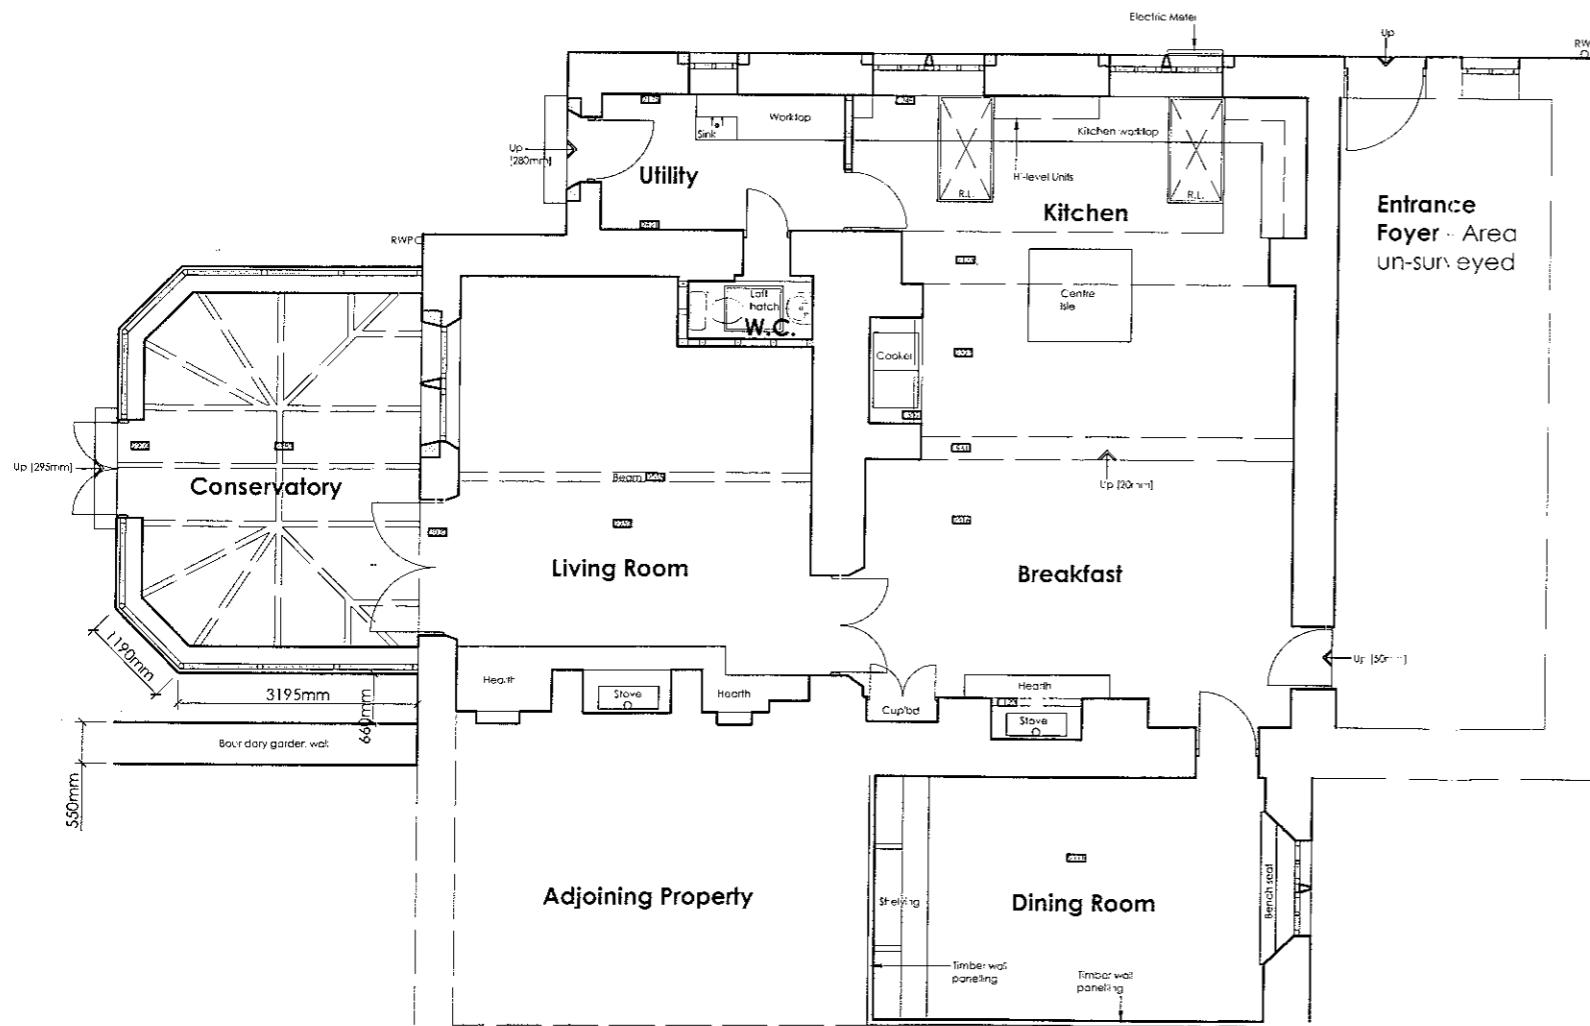 Electric Meter
Up
RW
Worktop
Sink
Kitchen worktop
Up
[280mm]
Utility
Hi-level Units
R.L.
R.L.
Kitchen
Entrance
Foyer - Area
un-surveyed
RWP
Loft
hatch
W.C.
Centre
Isle
Cooker
Up [295mm]
Conservatory
Beam
Up [20mm]
Living Room
Breakfast
1190mm
3195mm
660mm
Hearth
Stove
Hearth
Cup'bd
Hearth
Stove
Up [50mm]
Boundary garden wall
550mm
Adjoining Property
Shelving
Dining Room
Bench seat
Timber wall
panelling
Timber wall
panelling